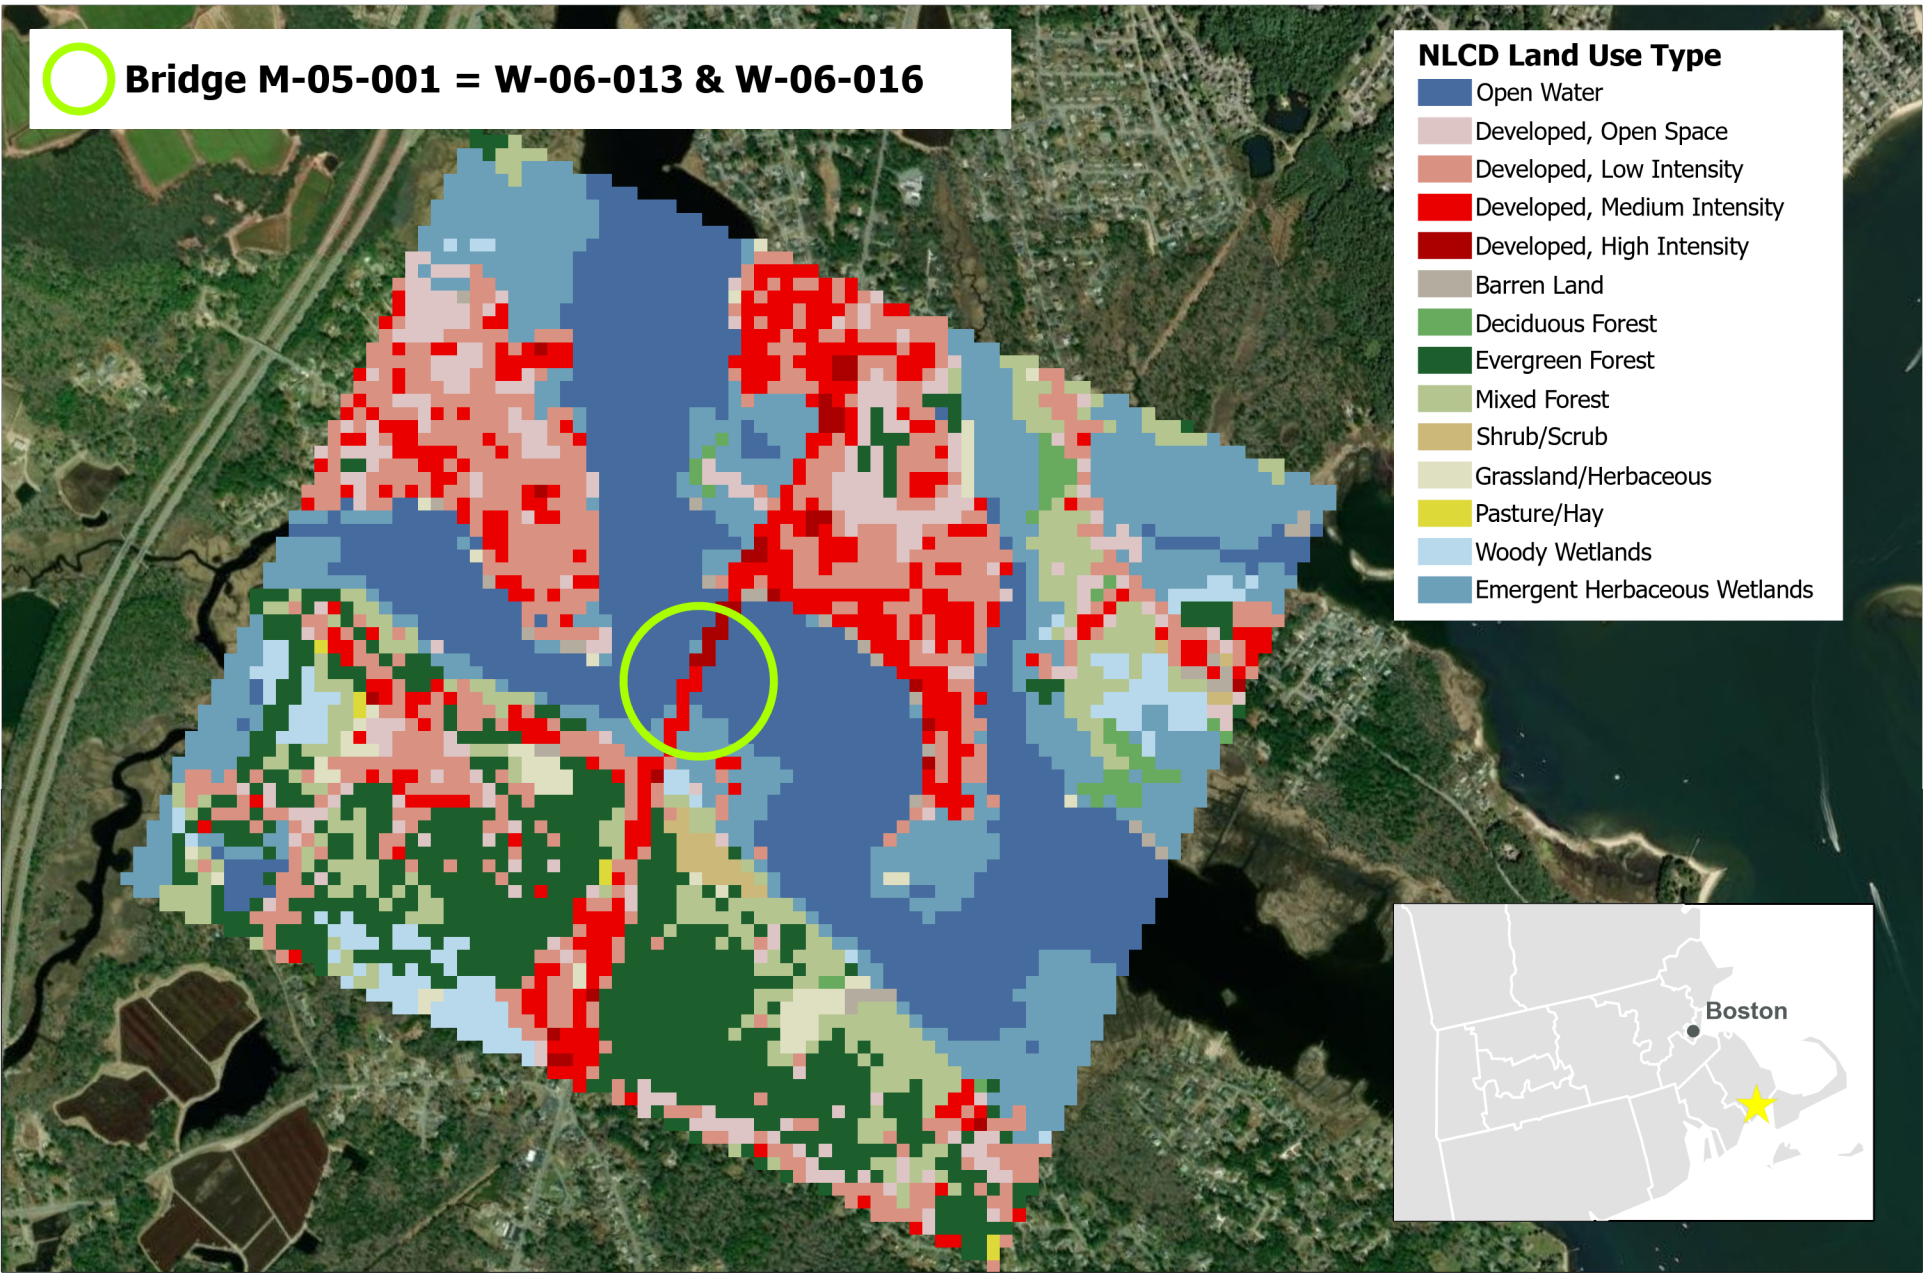 Bridge M-05-001 = W-06-013 & W-06-016
NLCD Land Use Type
Open Water
Developed, Open Space
Developed, Low Intensity
Developed, Medium Intensity
Developed, High Intensity
Barren Land
Deciduous Forest
Evergreen Forest
Mixed Forest
Shrub/Scrub
Grassland/Herbaceous
Pasture/Hay
Woody Wetlands
Emergent Herbaceous Wetlands
Boston